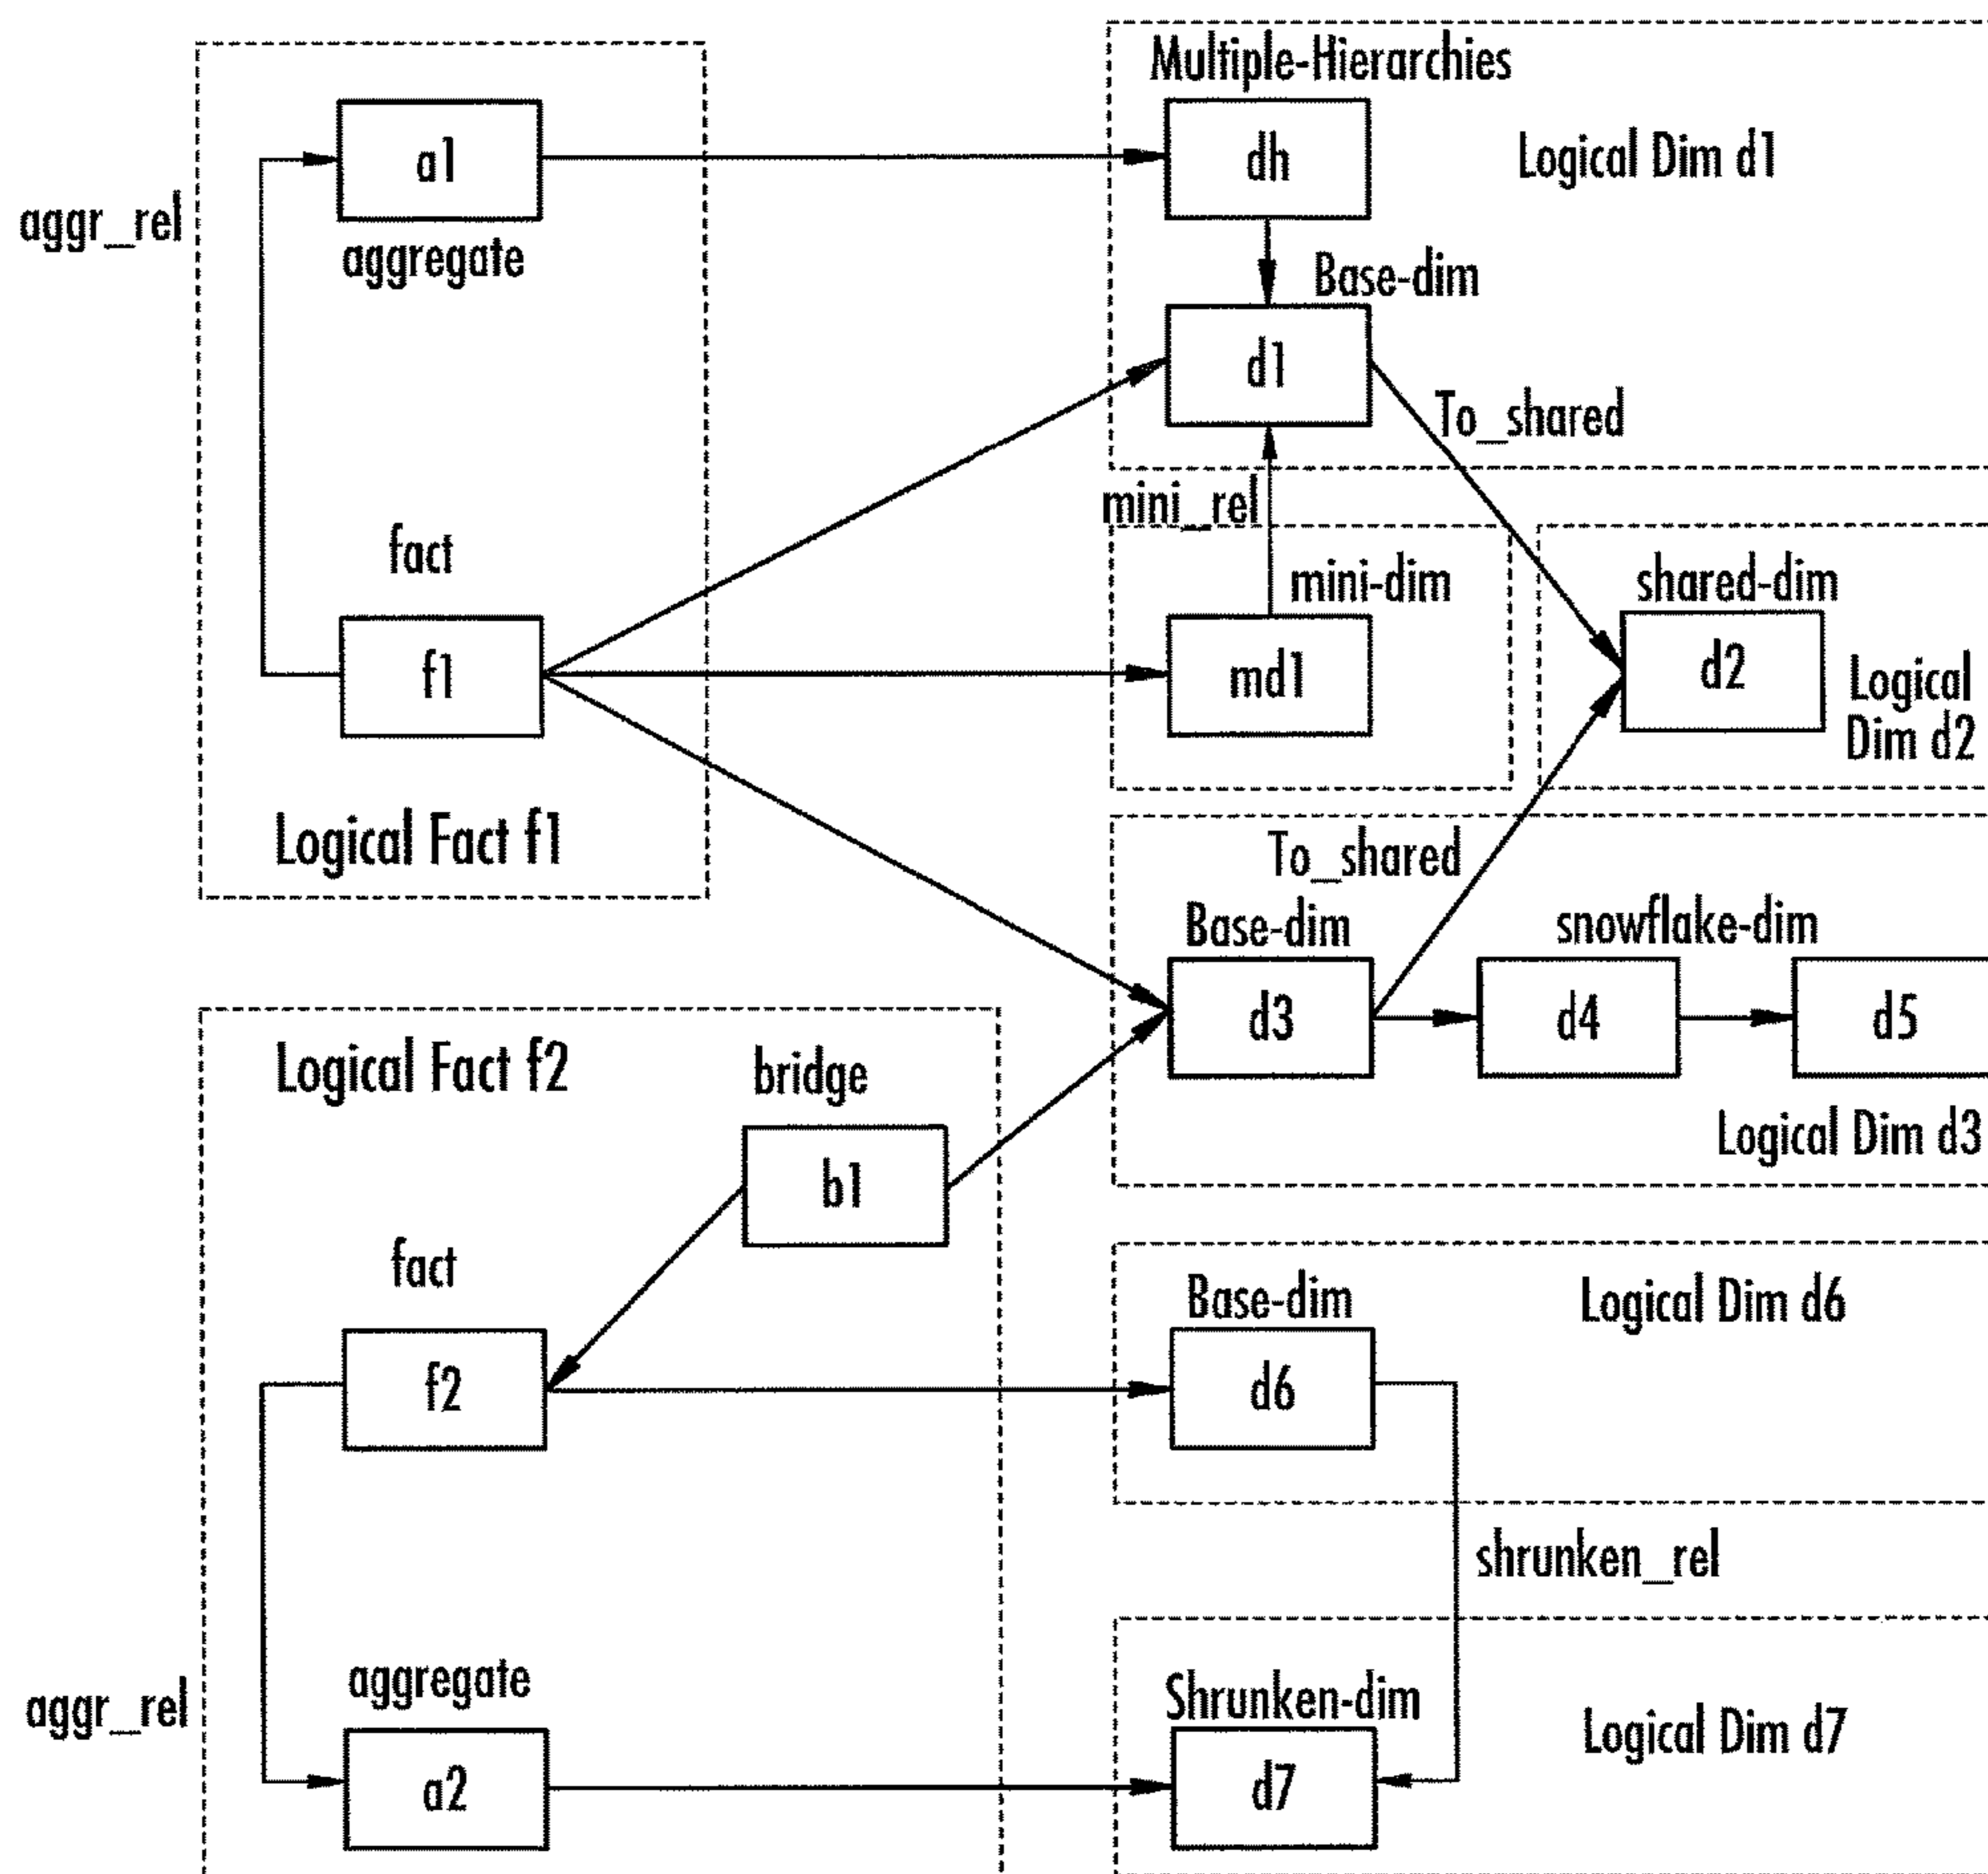 Multiple-Hierarchies
a1
dh
Logical Dim d1
aggr_rel
aggregate
Base-dim
d1
To_shared
mini_rel
fact
mini-dim
shared-dim
f1
md1
d2
Logical
Dim d2
Logical Fact f1
To_shared
Base-dim
snowflake-dim
d3
d4
d5
Logical Fact f2
bridge
Logical Dim d3
b1
fact
Base-dim
Logical Dim d6
f2
d6
shrunken_rel
aggr_rel
aggregate
Shrunken-dim
Logical Dim d7
a2
d7